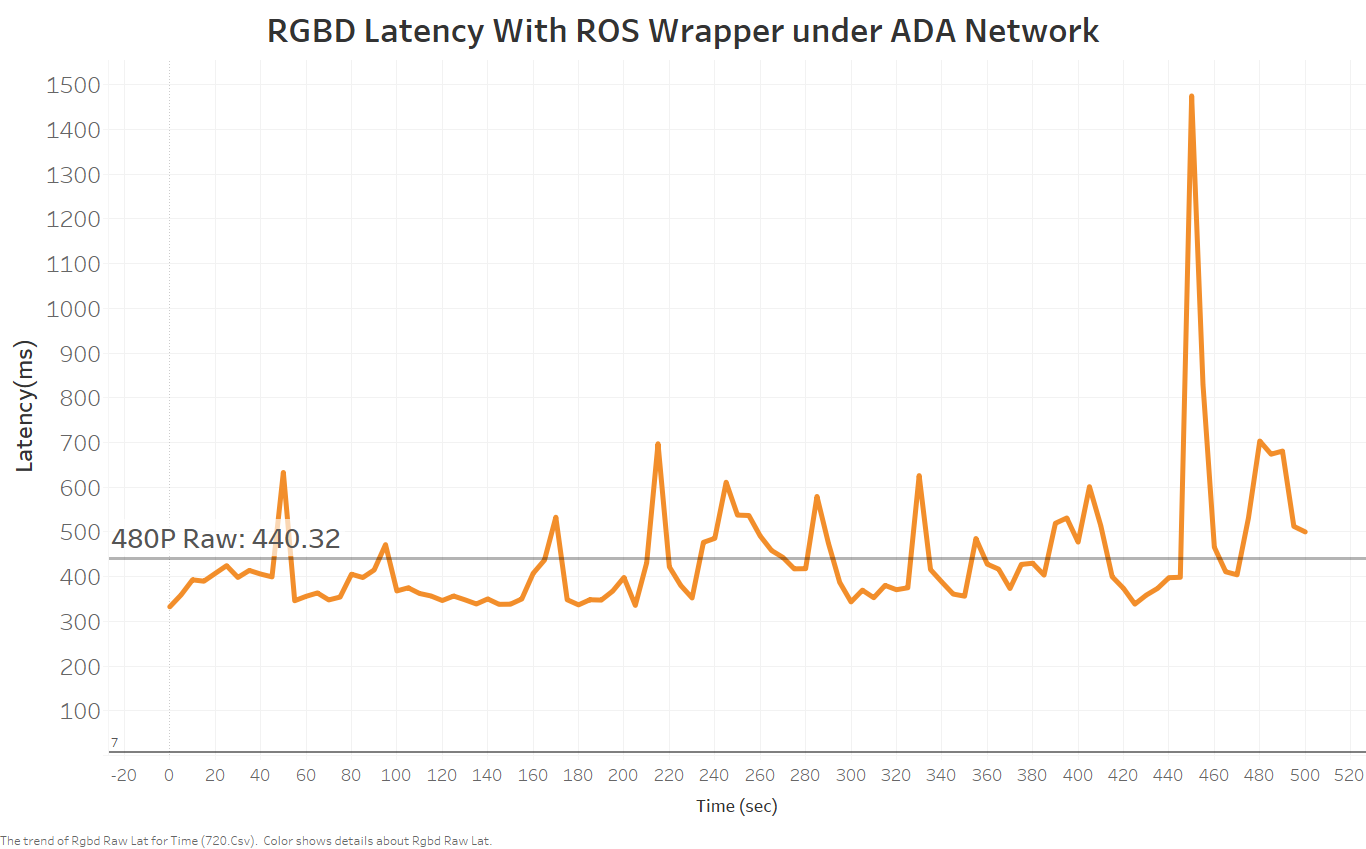 RGBD Latency With ROS Wrapper under ADA Network
1500
1400
1300
1200
1100
1000
900
800
700
600
500
400
300
200
100
Latency(ms)
480P Raw: 440.32
7
-20 0 20 40 60 80 100 120 140 160 180 200 220 240 260 280 300 320 340 360 380 400 420 440 460 480 500 520
Time (sec)
The trend of Rgbd Raw Lat for Time (720.Csv). Color shows details about Rgbd Raw Lat.